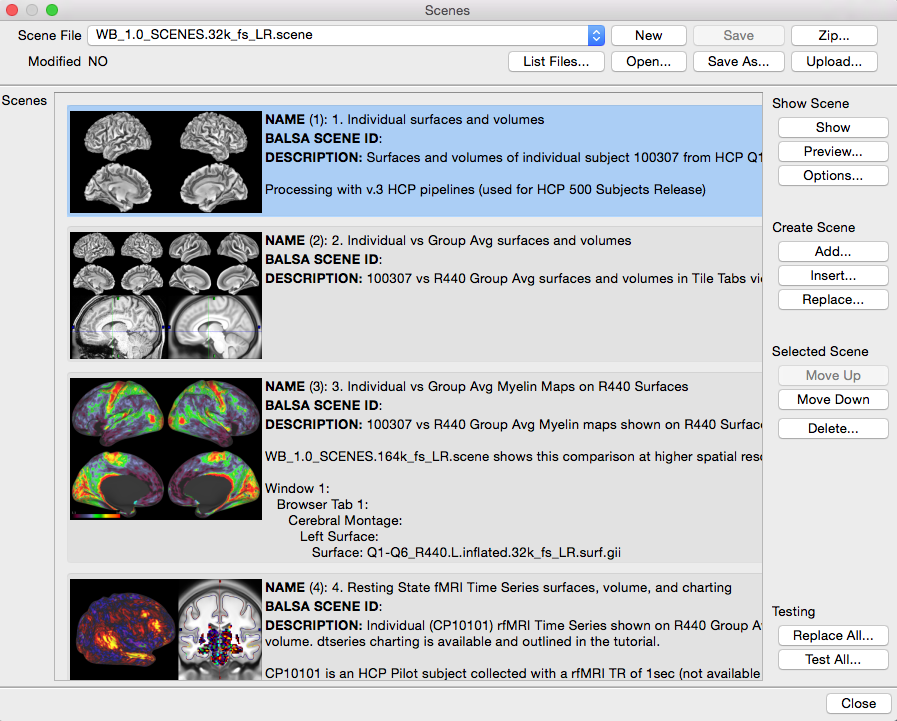 Scenes
Scene File WB_1.0_SCENES.32k_fs_LR.scene New Save Zip...
Modified NO List Files... Open... Save As... Upload...
Scenes
NAME (1): 1. Individual surfaces and volumes
BALSA SCENE ID:
DESCRIPTION: Surfaces and volumes of individual subject 100307 from HCP Q1
Processing with v.3 HCP pipelines (used for HCP 500 Subjects Release)
NAME (2): 2. Individual vs Group Avg surfaces and volumes
BALSA SCENE ID:
DESCRIPTION: 100307 vs R440 Group Avg surfaces and volumes in Tile Tabs vi
NAME (3): 3. Individual vs Group Avg Myelin Maps on R440 Surfaces
BALSA SCENE ID:
DESCRIPTION: 100307 vs R440 Group Avg Myelin maps shown on R440 Surfac
WB_1.0_SCENES.164k_fs_LR.scene shows this comparison at higher spatial res
Window 1:
Browser Tab 1:
Cerebral Montage:
Left Surface:
Surface: Q1-Q6_R440.L.inflated.32k_fs_LR.surf.gii
NAME (4): 4. Resting State fMRI Time Series surfaces, volume, and charting
BALSA SCENE ID:
DESCRIPTION: Individual (CP10101) rfMRI Time Series shown on R440 Group A
volume. dtseries charting is available and outlined in the tutorial.
CP10101 is an HCP Pilot subject collected with a rfMRI TR of 1sec (not available
Show Scene
Show
Preview...
Options...
Create Scene
Add...
Insert...
Replace...
Selected Scene
Move Up
Move Down
Delete...
Testing
Replace All...
Test All...
Close